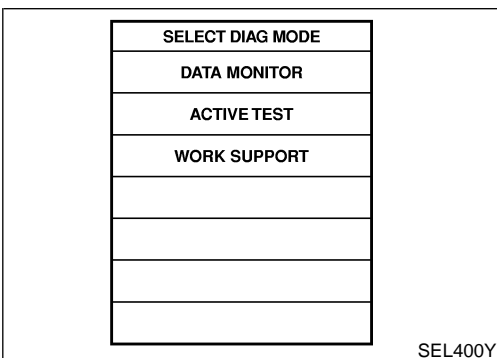 SELECT DIAG MODE
DATA MONITOR
ACTIVE TEST
WORK SUPPORT
SEL400Y